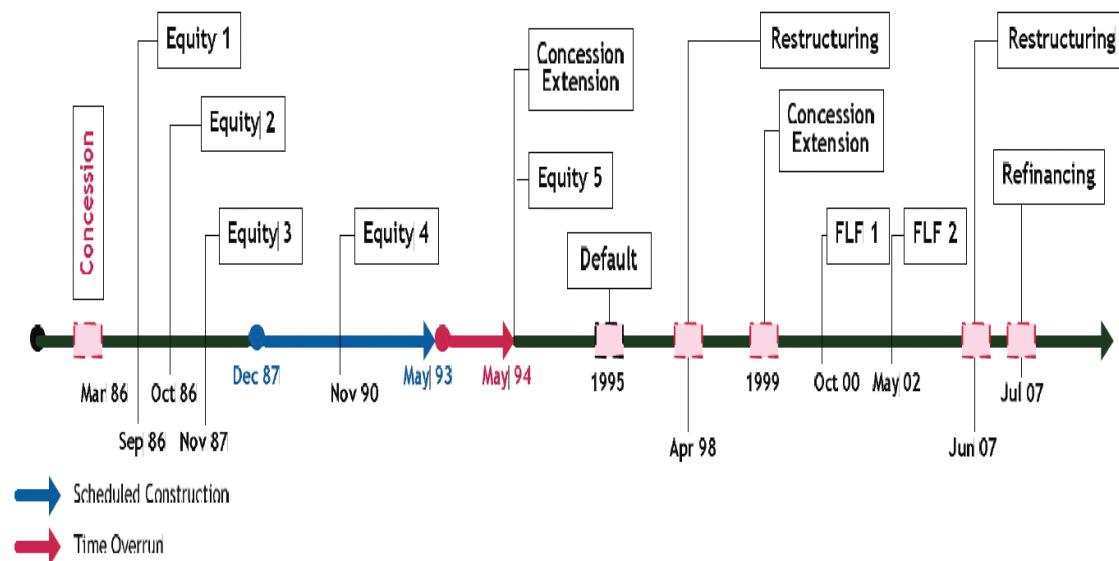 Equity 1
Restructuring
Restructuring
Concession
Extension
Concession
Equity 2
Concession
Extension
Equity 5
Refinancing
Equity 3
Equity 4
FLF 1
FLF 2
Default
Mar 86
Oct 86
Dec 87
Nov 90
May 93
May 94
1995
1999
Oct 00
May 02
Jul 07
Sep 86
Nov 87
Apr 98
Jun 07
Scheduled Construction
Time Overrun